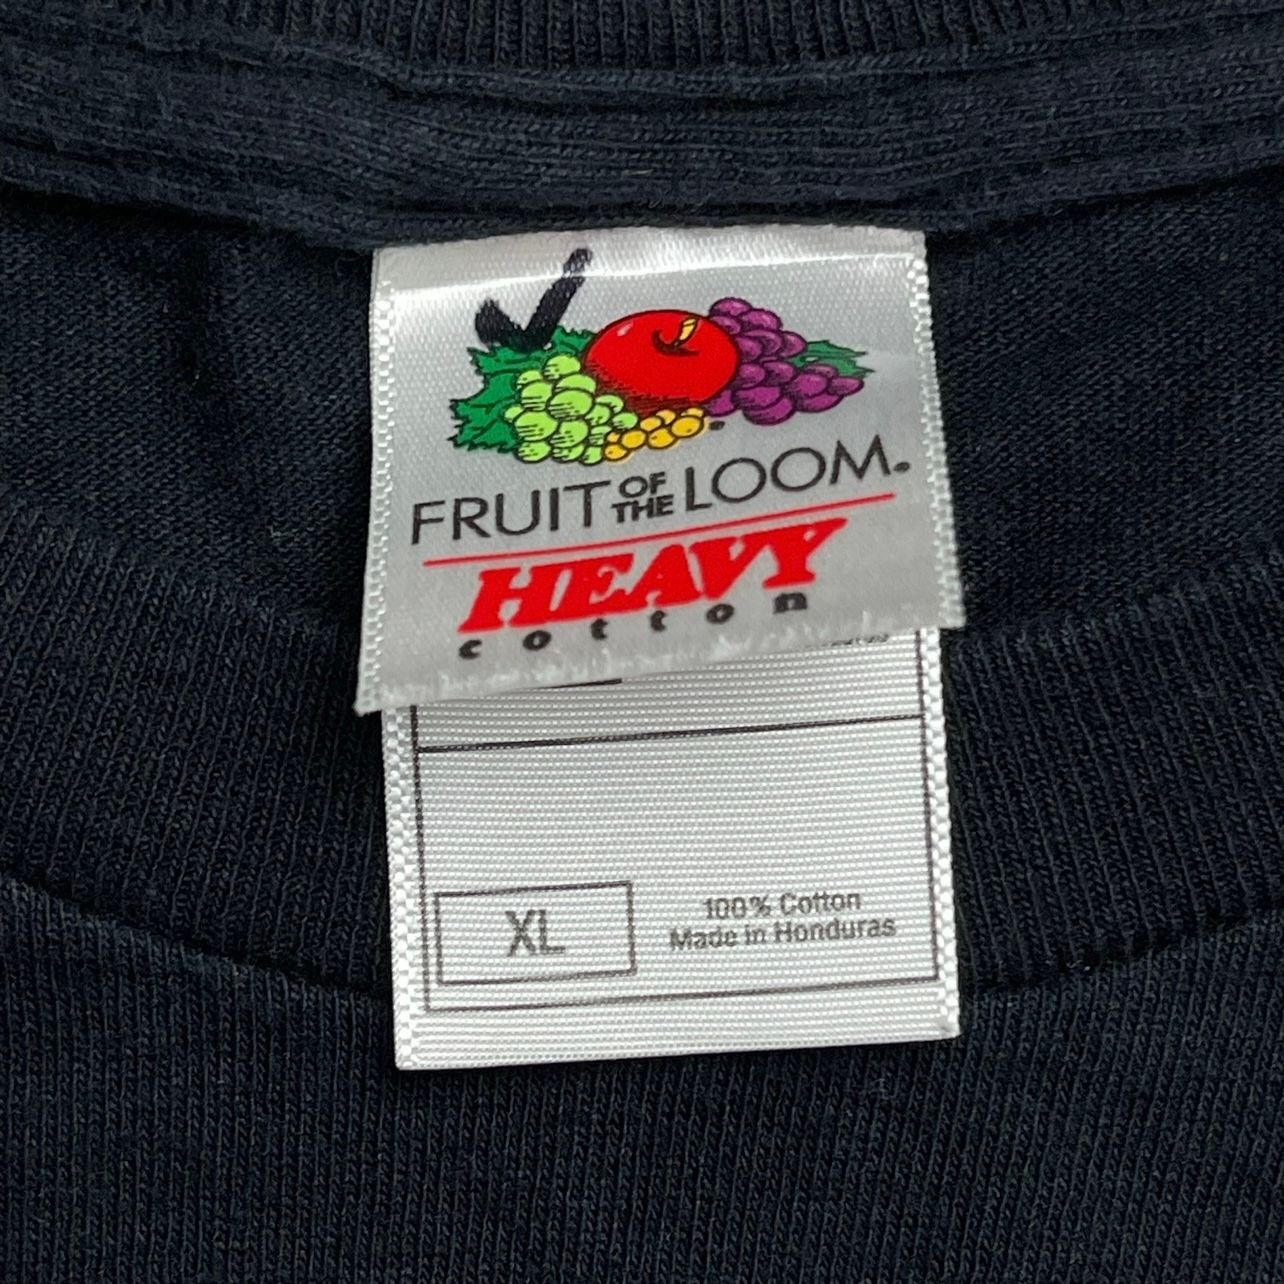 FRUIT OF THE LOOM®
HEAVY
cotton
XL
100% Cotton
Made in Honduras